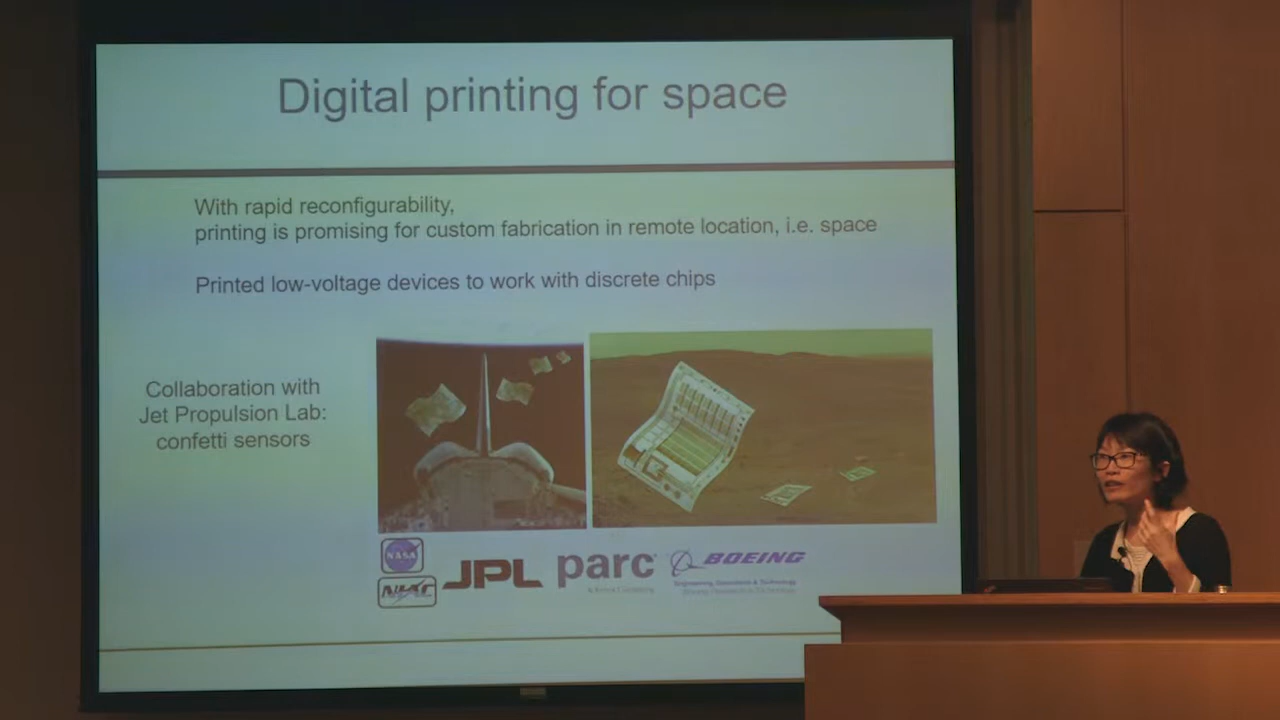 Digital printing for space
With rapid reconfigurability,
printing is promising for custom fabrication in remote location, i.e. space
Printed low-voltage devices to work with discrete chips
Collaboration with
Jet Propulsion Lab:
confetti sensors
NASA
NIAC
JPL
parc
BOEING